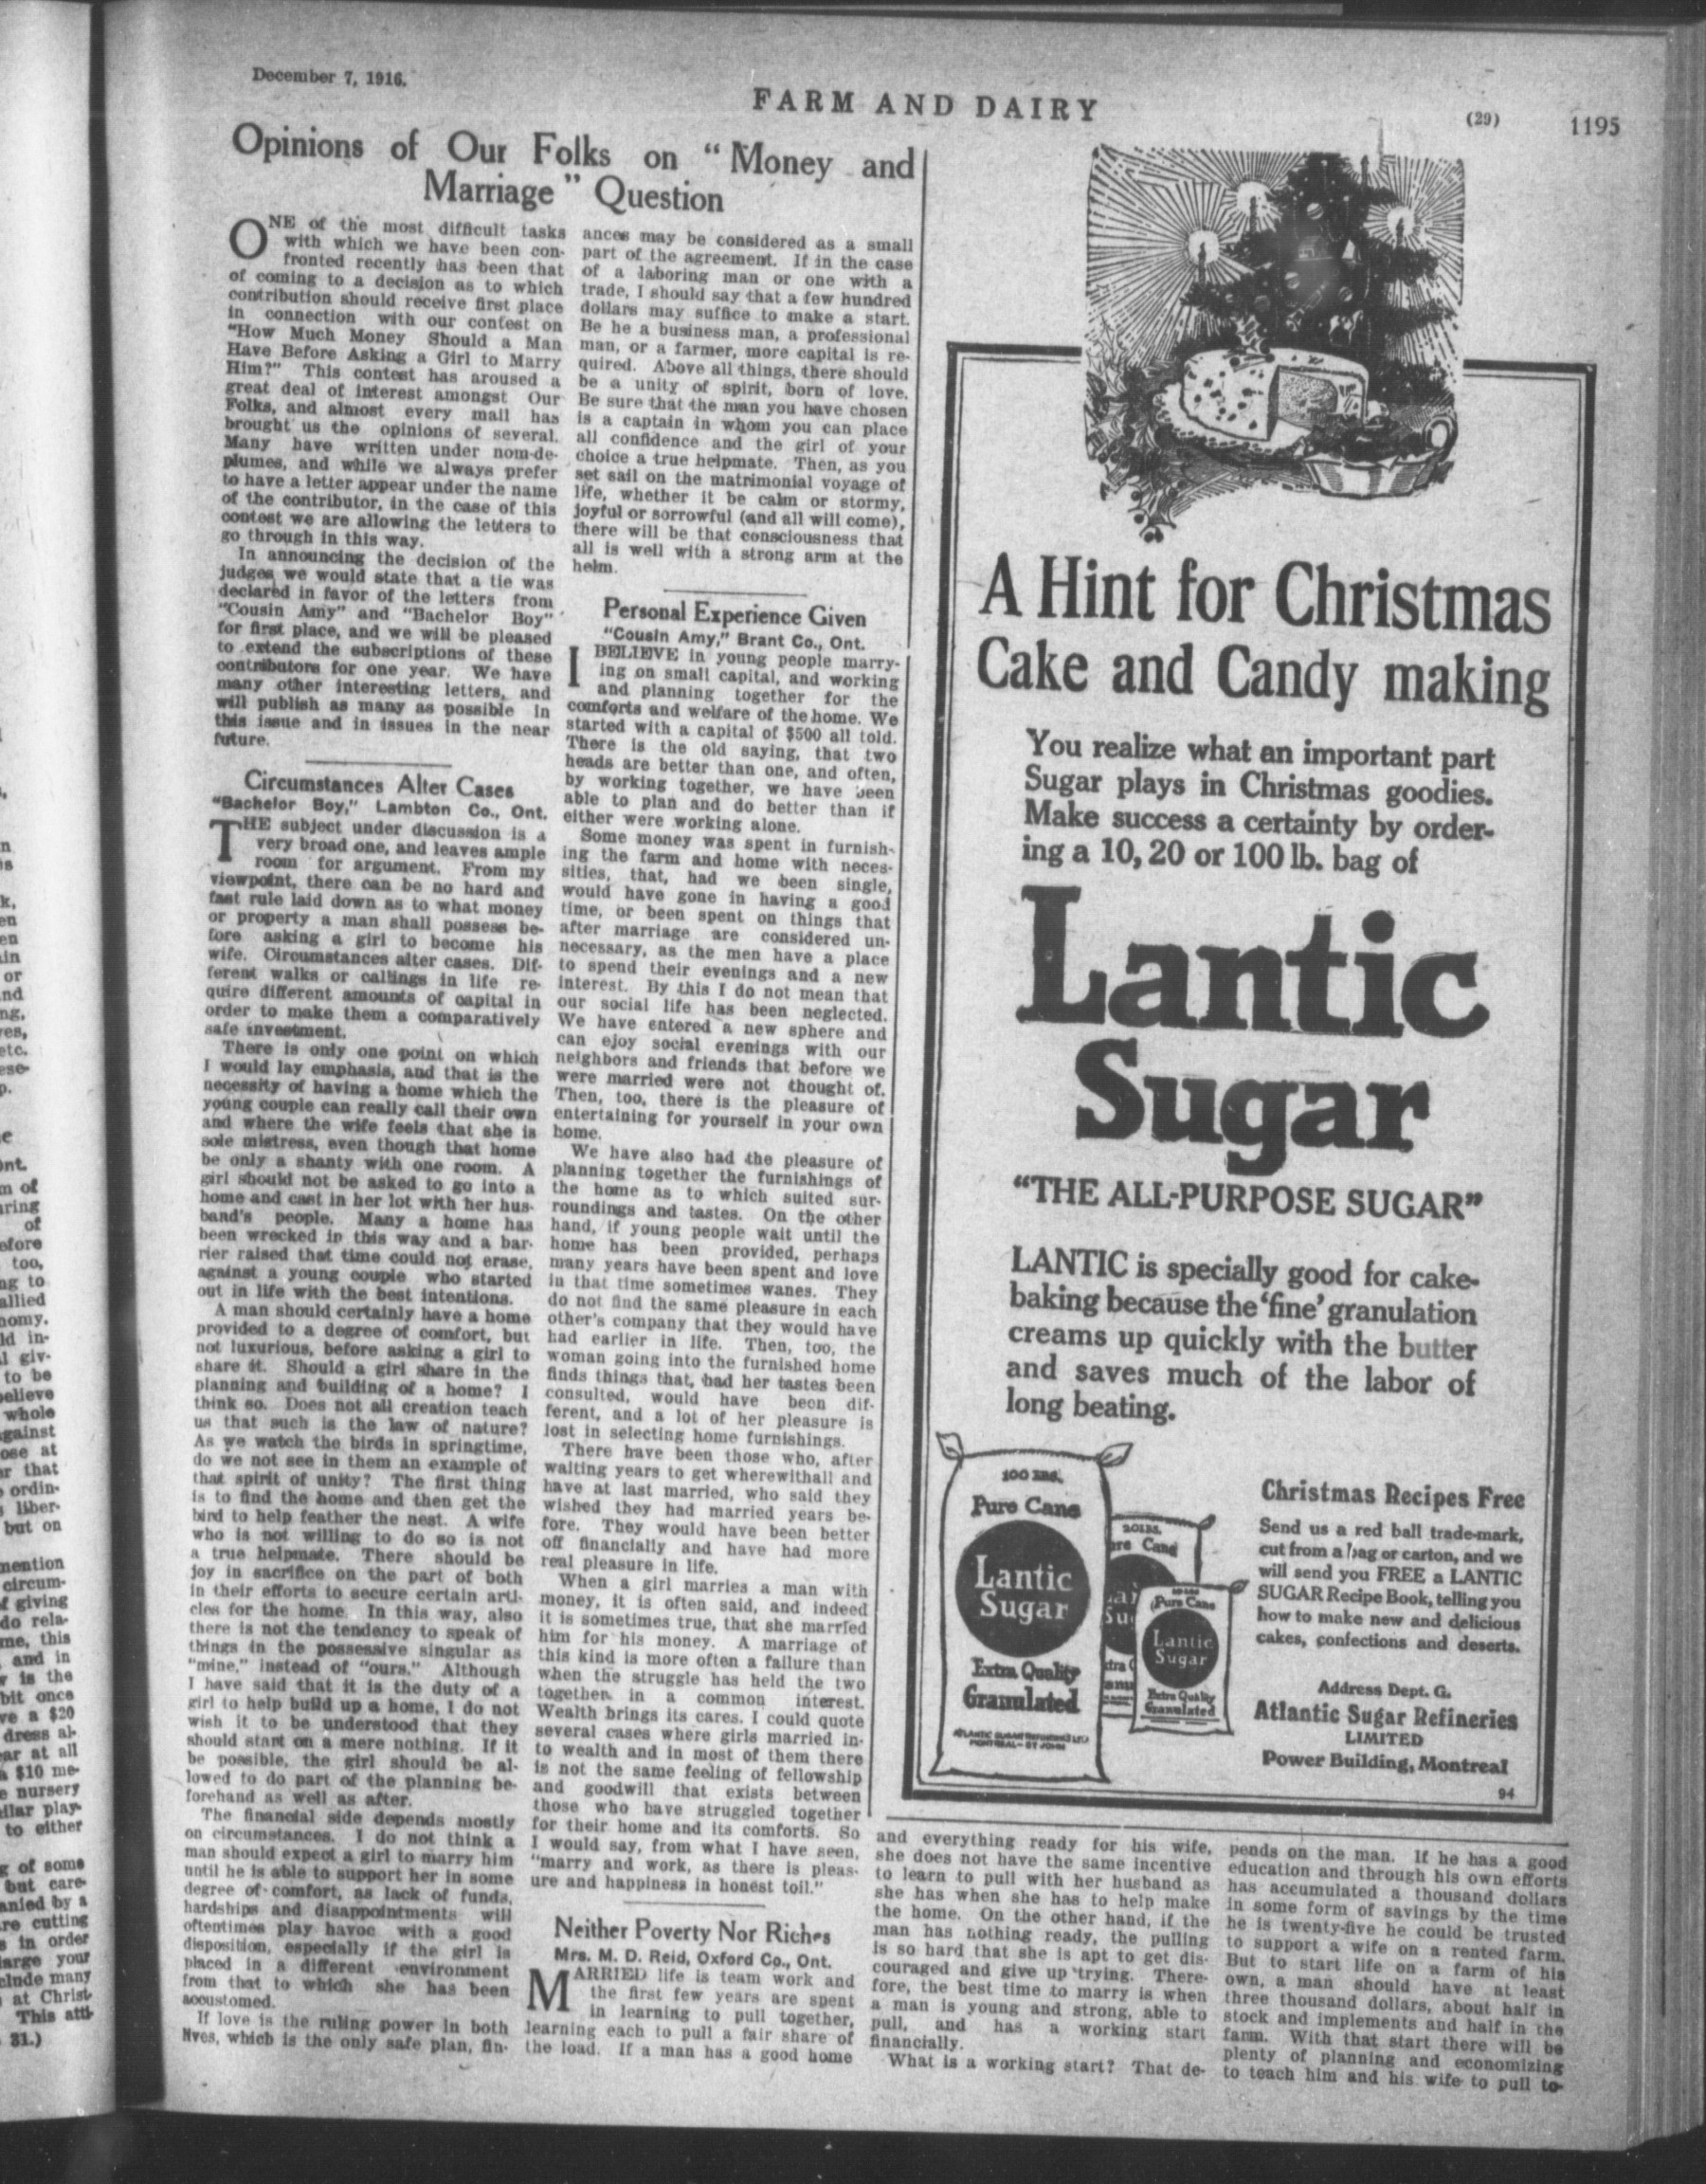 December 7, 1916.
FARM AND DAIRY
(29)
1195
Opinions of Our Folks on "Money and
Marriage" Question
ONE of the most difficult tasks
with which we have been con-
fronted recently has been that
of coming to a decision as to which
contribution should receive first place
in connection with our contest on
"How Much Money Should a Man
Have Before Asking a Girl to Marry
Him?" This contest has aroused a
great deal of interest amongst Our
Folks, and almost every mail has
brought us the opinions of several.
Many have written under nom-de-
plumes, and while we always prefer
to have a letter appear under the name
of the contributor, in the case of this
contest we are allowing the letters to
go through in this way.
In announcing the decision of the
judges we would state that a tie was
declared in favor of the letters from
"Cousin Amy" and "Bachelor Boy"
for first place, and we will be pleased
to extend the subscriptions of these
contributors for one year. We have
many other interesting letters, and
will publish as many as possible in
this issue and in issues in the near
future.
Circumstances Alter Cases
"Bachelor Boy," Lambton Co., Ont.
THE subject under discussion is a
very broad one, and leaves ample
room for argument. From my
viewpoint, there can be no hard and
fast rule laid down as to what money
or property a man shall possess be-
fore asking a girl to become his
wife. Circumstances alter cases. Dif-
ferent walks or callings in life re-
quire different amounts of capital in
order to make them a comparatively
safe investment.
There is only one point on which
I would lay emphasis, and that is the
necessity of having a home which the
young couple can really call their own
and where the wife feels that she is
sole mistress, even though that home
be only a shanty with one room. A
girl should not be asked to go into a
home and cast in her lot with her hus-
band's people. Many a home has
been wrecked in this way and a bar-
rier raised that time could not erase,
against a young couple who started
out in life with the best intentions.
A man should certainly have a home
provided to a degree of comfort, but
not luxurious, before asking a girl to
share it. Should a girl share in the
planning and building of a home? I
think so. Does not all creation teach
us that such is the law of nature?
As we watch the birds in springtime,
do we not see in them an example of
that spirit of unity? The first thing
is to find the home and then get the
bird to help feather the nest. A wife
who is not willing to do so is not
a true helpmate. There should be
joy in sacrifice on the part of both
in their efforts to secure certain arti-
cles for the home. In this way, also
there is not the tendency to speak of
things in the possessive singular as
"mine," instead of "ours." Although
I have said that it is the duty of a
girl to help build up a home, I do not
wish it to be understood that they
should start on a mere nothing. If it
be possible, the girl should be al-
lowed to do part of the planning be-
forehand as well as after.
The financial side depends mostly
on circumstances. I do not think a
man should expect a girl to marry him
until he is able to support her in some
degree of comfort, as lack of funds,
hardships and disappointments will
oftentimes play havoc with a good
disposition, especially if the girl is
placed in a different environment
from that to which she has been
accustomed.
If love is the ruling power in both
lives, which is the only safe plan, fin-
ances may be considered as a small
part of the agreement. If in the case
of a laboring man or one with a
trade, I should say that a few hundred
dollars may suffice to make a start.
Be he a business man, a professional
man, or a farmer, more capital is re-
quired. Above all things, there should
be a unity of spirit, born of love.
Be sure that the man you have chosen
is a captain in whom you can place
all confidence and the girl of your
choice a true helpmate. Then, as you
set sail on the matrimonial voyage of
life, whether it be calm or stormy,
joyful or sorrowful (and all will come),
there will be that consciousness that
all is well with a strong arm at the
helm.
Personal Experience Given
"Cousin Amy," Brant Co., Ont.
I BELIEVE in young people marry-
ing on small capital, and working
and planning together for the
comforts and welfare of the home. We
started with a capital of $500 all told.
There is the old saying, that two
heads are better than one, and often,
by working together, we have been
able to plan and do better than if
either were working alone.
Some money was spent in furnish-
ing the farm and home with neces-
sities, that, had we been single,
would have gone in having a good
time, or been spent on things that
after marriage are considered un-
necessary, as the men have a place
to spend their evenings and a new
interest. By this I do not mean that
our social life has been neglected.
We have entered a new sphere and
can ejoy social evenings with our
neighbors and friends that before we
were married were not thought of.
Then, too, there is the pleasure of
entertaining for yourself in your own
home.
We have also had the pleasure of
planning together the furnishings of
the home as to which suited sur-
roundings and tastes. On the other
hand, if young people wait until the
home has been provided, perhaps
many years have been spent and love
in that time sometimes wanes. They
do not find the same pleasure in each
other's company that they would have
had earlier in life. Then, too, the
woman going into the furnished home
finds things that, had her tastes been
consulted, would have been dif-
ferent, and a lot of her pleasure is
lost in selecting home furnishings.
There have been those who, after
waiting years to get wherewithall and
have at last married, who said they
wished they had married years be-
fore. They would have been better
off financially and have had more
real pleasure in life.
When a girl marries a man with
money, it is often said, and indeed
it is sometimes true, that she married
him for his money. A marriage of
this kind is more often a failure than
when the struggle has held the two
together in a common interest.
Wealth brings its cares. I could quote
several cases where girls married in-
to wealth and in most of them there
is not the same feeling of fellowship
and goodwill that exists between
those who have struggled together
for their home and its comforts. So
I would say, from what I have seen,
"marry and work, as there is pleas-
ure and happiness in honest toil."
Neither Poverty Nor Riches
Mrs. M. D. Reid, Oxford Co., Ont.
MARRIED life is team work and
the first few years are spent
in learning to pull together,
learning each to pull a fair share of
the load. If a man has a good home
and everything ready for his wife,
she does not have the same incentive
to learn to pull with her husband as
she has when she has to help make
the home. On the other hand, if the
man has nothing ready, the pulling
is so hard that she is apt to get dis-
couraged and give up trying. There-
fore, the best time to marry is when
a man is young and strong, able to
pull, and has a working start
financially.
What is a working start? That de-
pends on the man. If he has a good
education and through his own efforts
has accumulated a thousand dollars
in some form of savings by the time
he is twenty-five he could be trusted
to support a wife on a rented farm.
But to start life on a farm of his
own, a man should have at least
three thousand dollars, about half in
stock and implements and half in the
farm. With that start there will be
plenty of planning and economizing
to teach him and his wife to pull to-
A Hint for Christmas
Cake and Candy making
You realize what an important part
Sugar plays in Christmas goodies.
Make success a certainty by order-
ing a 10, 20 or 100 lb. bag of
Lantic
Sugar
"THE ALL-PURPOSE SUGAR"
LANTIC is specially good for cake-
baking because the 'fine' granulation
creams up quickly with the butter
and saves much of the labor of
long beating.
100 LBS.
Pure Cane
Lantic
Sugar
Extra Quality
Granulated
ATLANTIC SUGAR REFINERIES LTD
MONTREAL - ST JOHN
20 LBS.
Pure Cane
Lantic
Sugar
Extra Quality
Granulated
Christmas Recipes Free
Send us a red ball trade-mark,
cut from a bag or carton, and we
will send you FREE a LANTIC
SUGAR Recipe Book, telling you
how to make new and delicious
cakes, confections and deserts.
Address Dept. G.
Atlantic Sugar Refineries
LIMITED
Power Building, Montreal
94